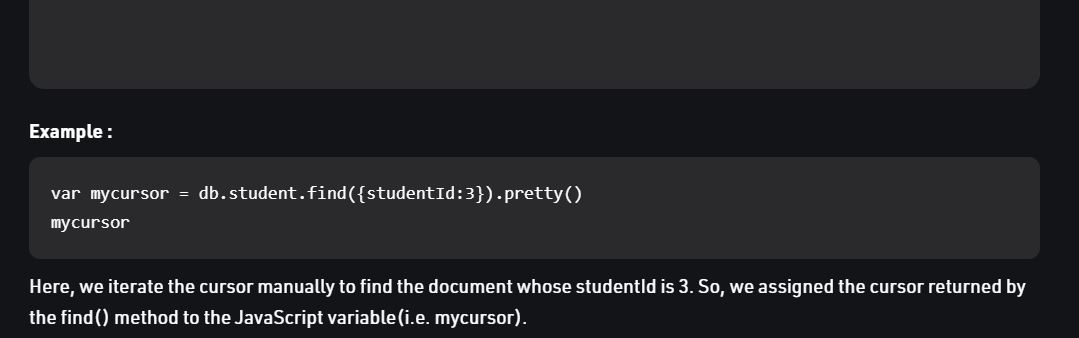 Example :
var mycursor = db.student.find({studentId:3}).pretty()
mycursor
Here, we iterate the cursor manually to find the document whose studentId is 3. So, we assigned the cursor returned by
the find() method to the JavaScript variable(i.e. mycursor).